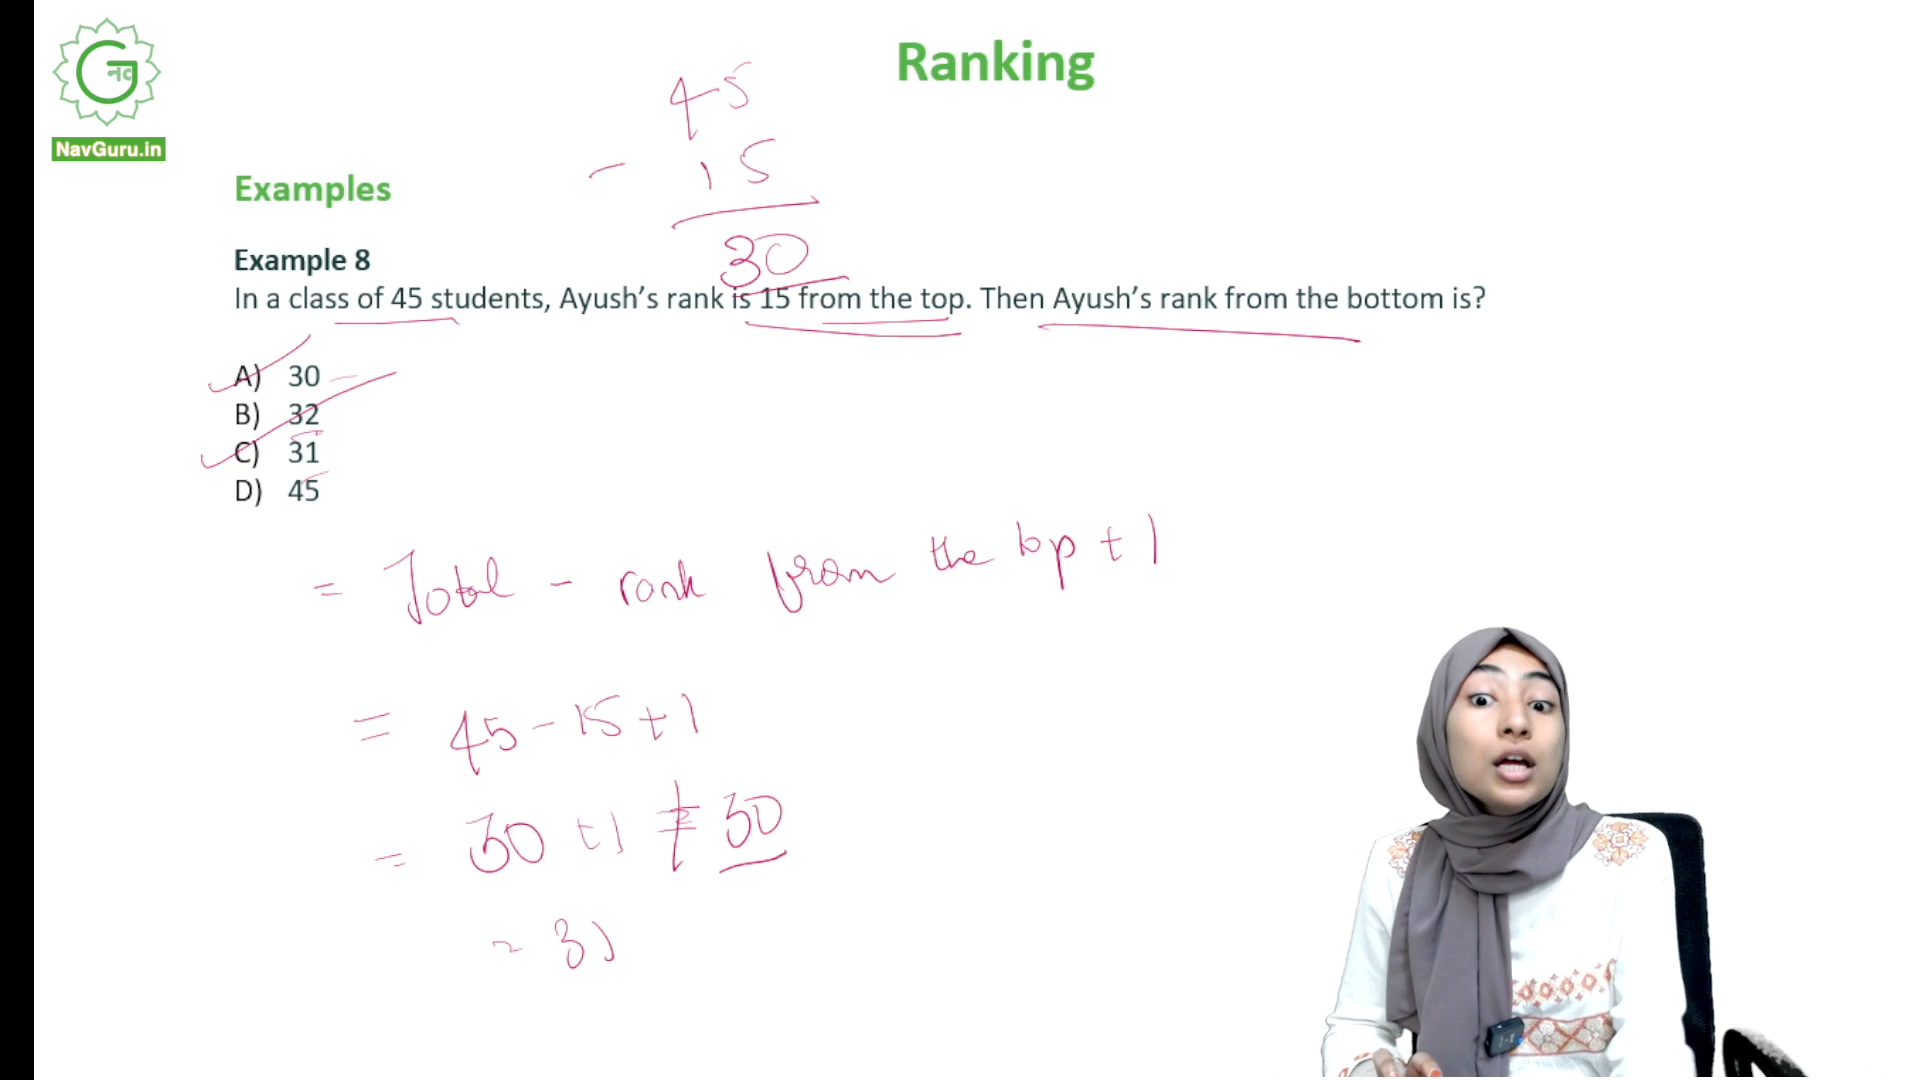 Ranking
नव
NavGuru.in
45
- 15
30
Examples
Example 8
In a class of 45 students, Ayush’s rank is 15 from the top. Then Ayush’s rank from the bottom is?
A) 30
B) 32
C) 31
D) 45
= Total - rank from the top + 1
= 45 - 15 + 1
= 30 + 1 ≠ 30
= 31